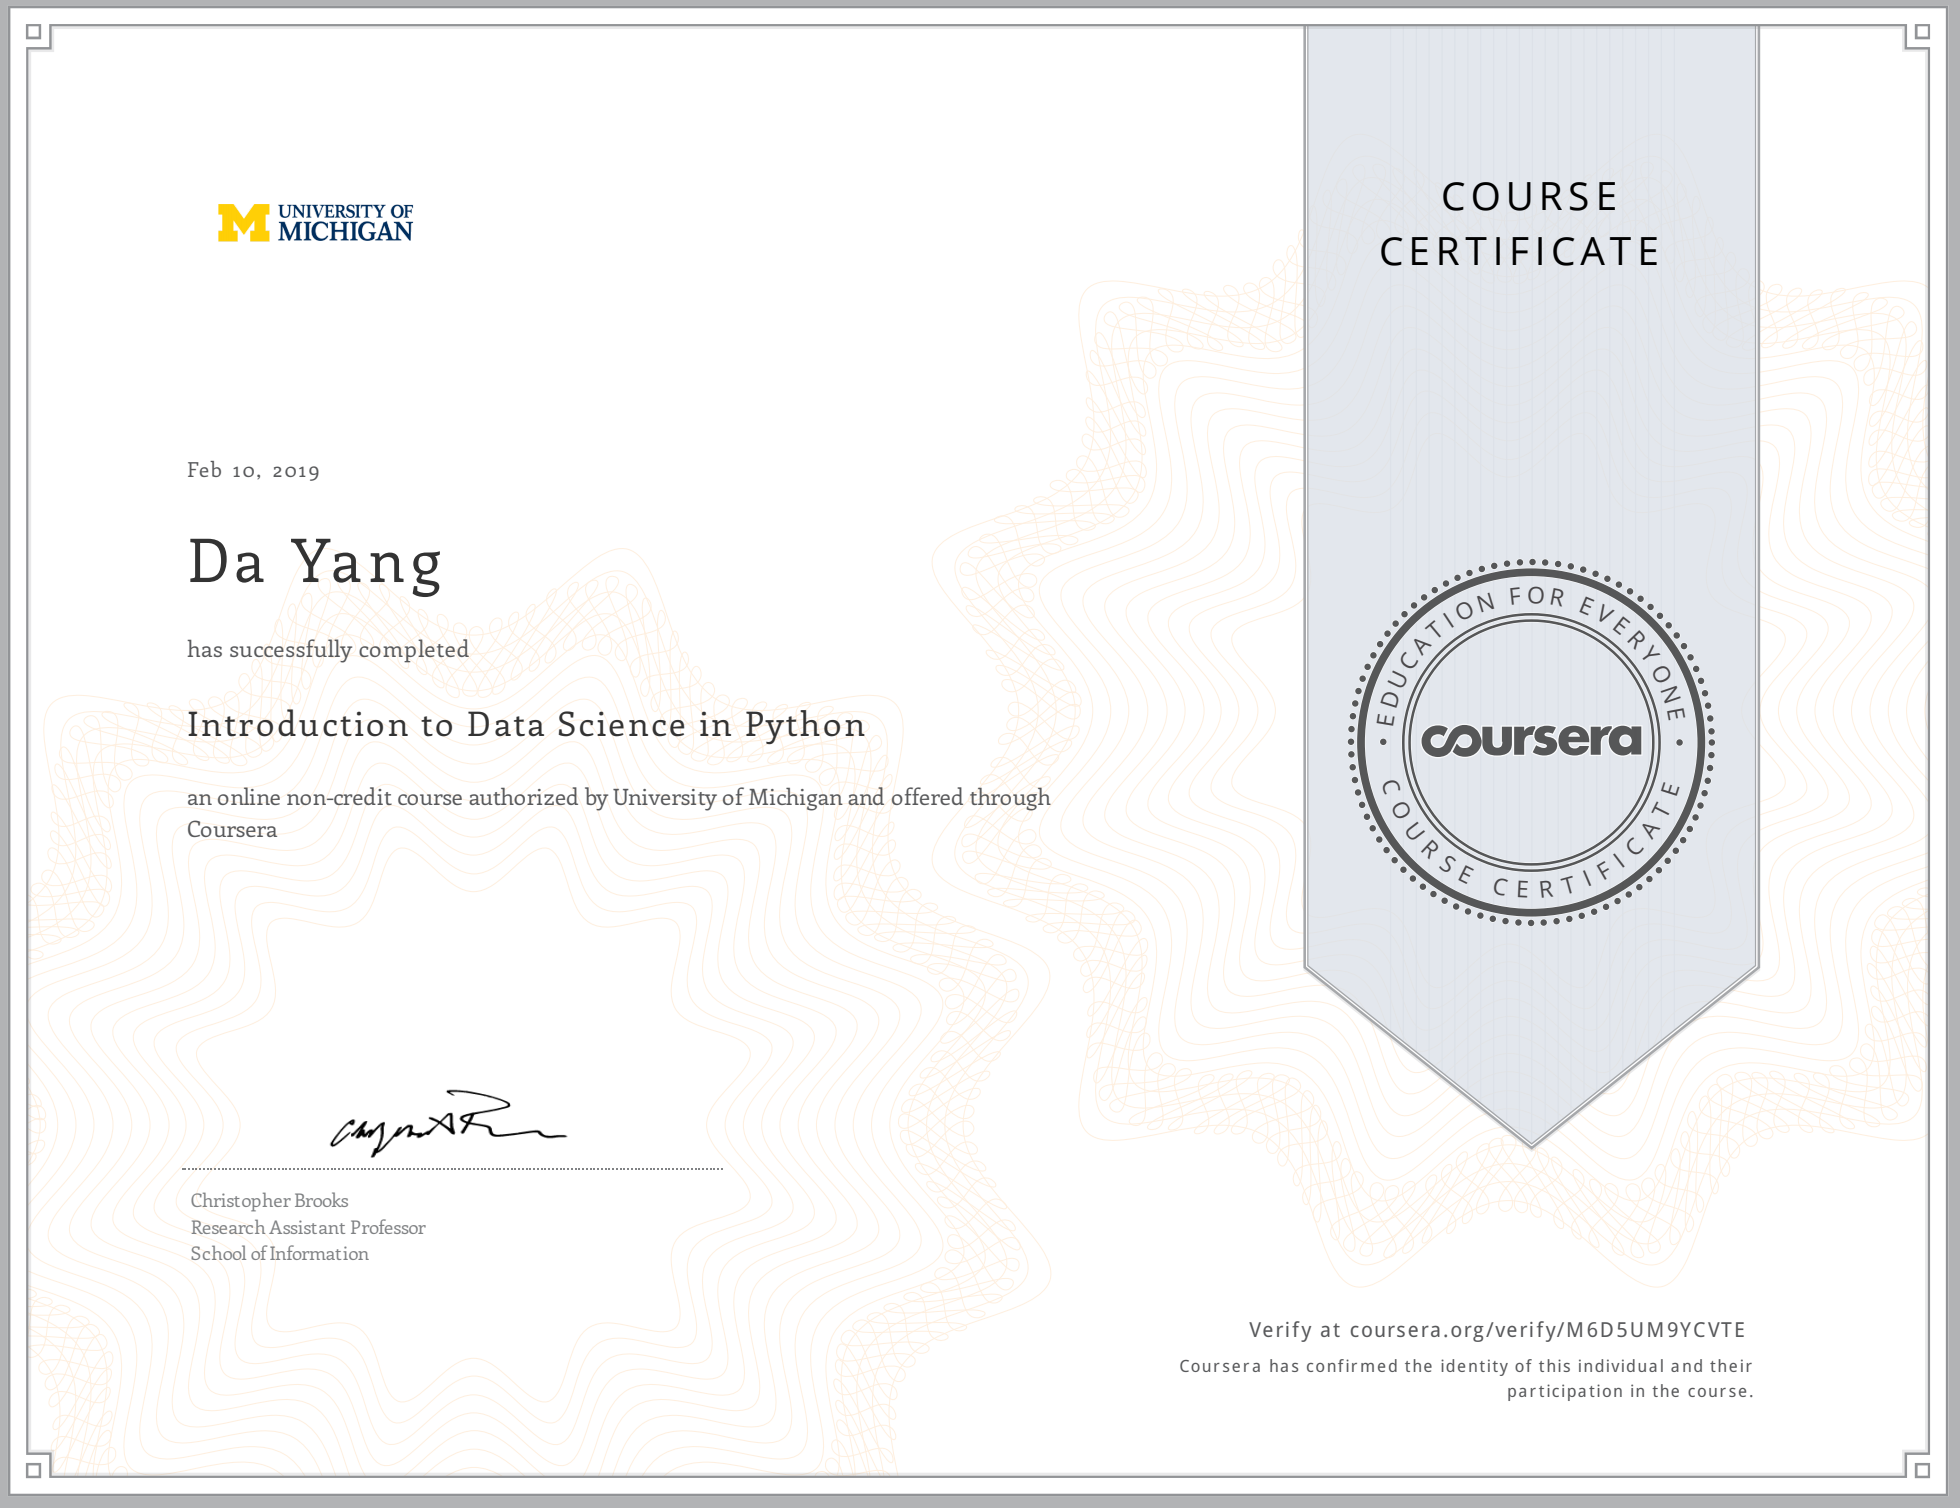 UNIVERSITY OF
MICHIGAN
COURSE
CERTIFICATE
Feb 10, 2019
Da Yang
has successfully completed
Introduction to Data Science in Python
an online non-credit course authorized by University of Michigan and offered through
Coursera
EDUCATION FOR EVERYONE
coursera
COURSE CERTIFICATE
Christopher Brooks
Research Assistant Professor
School of Information
Verify at coursera.org/verify/M6D5UM9YCVTE
Coursera has confirmed the identity of this individual and their
participation in the course.